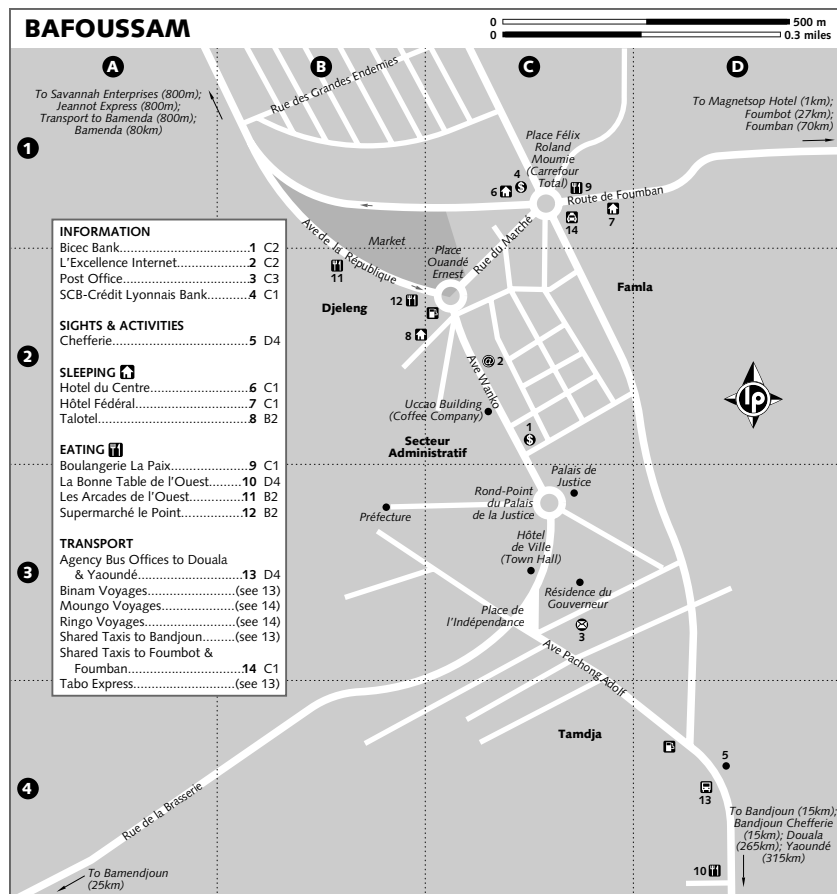 BAFOUSSAM
0 500 m
0 0.3 miles
A
B
C
D
1
2
3
4
To Savannah Enterprises (800m);
Jeannot Express (800m);
Transport to Bamenda (800m);
Bamenda (80km)
Rue des Grandes Endemies
To Magnetsop Hotel (1km);
Foumbot (27km);
Foumban (70km)
Place Félix
Roland
Moumie
(Carrefour
Total)
4
$
6
9
Route de Foumban
14
7
Ave de la République
Market
Place
Ouandé
Ernest
Rue du Marché
11
12
Djeleng
Famla
8
@ 2
Ave Wanko
Uccao Building
(Coffee Company)
1
$
Secteur
Administratif
lp
INFORMATION
Bicec Bank 1 C2
L'Excellence Internet 2 C2
Post Office 3 C3
SCB-Crédit Lyonnais Bank 4 C1
SIGHTS & ACTIVITIES
Chefferie 5 D4
SLEEPING
Hotel du Centre 6 C1
Hôtel Fédéral 7 C1
Talotel 8 B2
EATING
Boulangerie La Paix 9 C1
La Bonne Table de l'Ouest 10 D4
Les Arcades de l'Ouest 11 B2
Supermarché le Point 12 B2
TRANSPORT
Agency Bus Offices to Douala
& Yaoundé 13 D4
Binam Voyages (see 13)
Moungo Voyages (see 14)
Ringo Voyages (see 14)
Shared Taxis to Bandjoun (see 13)
Shared Taxis to Foumbot &
Foumban 14 C1
Tabo Express (see 13)
Palais de
Justice
Rond-Point
du Palais
de la Justice
Préfecture
Hôtel
de Ville
(Town Hall)
Résidence du
Gouverneur
Place de
l'Indépendance
3
Ave Pachong Adolf
Tamdja
5
13
Rue de la Brasserie
To Bamendjoun
(25km)
To Bandjoun (15km);
Bandjoun Chefferie
(15km); Douala
(265km); Yaoundé
(315km)
10